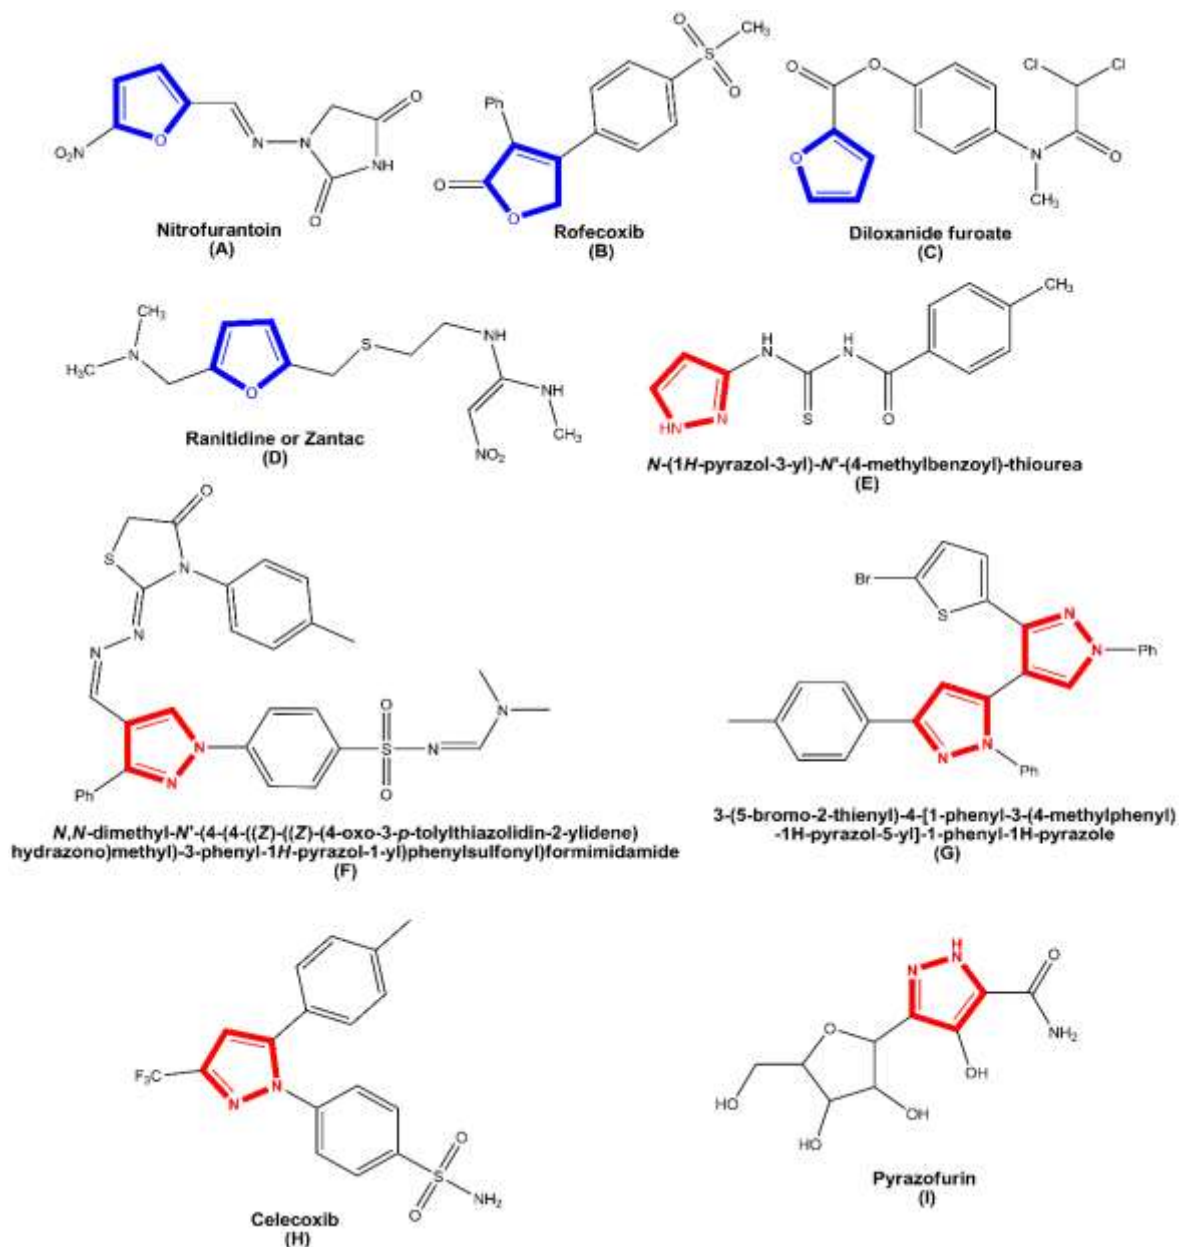 O₂N
O
N
N
O
NH
O
Nitrofurantoin
(A)
Ph
O
O
O
S
CH₃
O
Rofecoxib
(B)
O
O
O
N
CH₃
Cl
Cl
O
Diloxanide furoate
(C)
CH₃
H₃C
N
O
S
NH
NH
CH₃
NO₂
Ranitidine or Zantac
(D)
HN
N
H
N
S
H
N
O
CH₃
N-(1H-pyrazol-3-yl)-N'-(4-methylbenzoyl)-thiourea
(E)
O
S
N
N
N
N
N
Ph
O
S
O
N
N
N,N-dimethyl-N'-(4-(4-((Z)-((Z)-(4-oxo-3-p-tolylthiazolidin-2-ylidene)
hydrazono)methyl)-3-phenyl-1H-pyrazol-1-yl)phenylsulfonyl)formimidamide
(F)
Br
S
N
N
Ph
N
N
Ph
3-(5-bromo-2-thienyl)-4-[1-phenyl-3-(4-methylphenyl)
-1H-pyrazol-5-yl]-1-phenyl-1H-pyrazole
(G)
F₃C
N
N
O
S
NH₂
O
Celecoxib
(H)
H
N
N
O
NH₂
OH
O
HO
HO
OH
Pyrazofurin
(I)